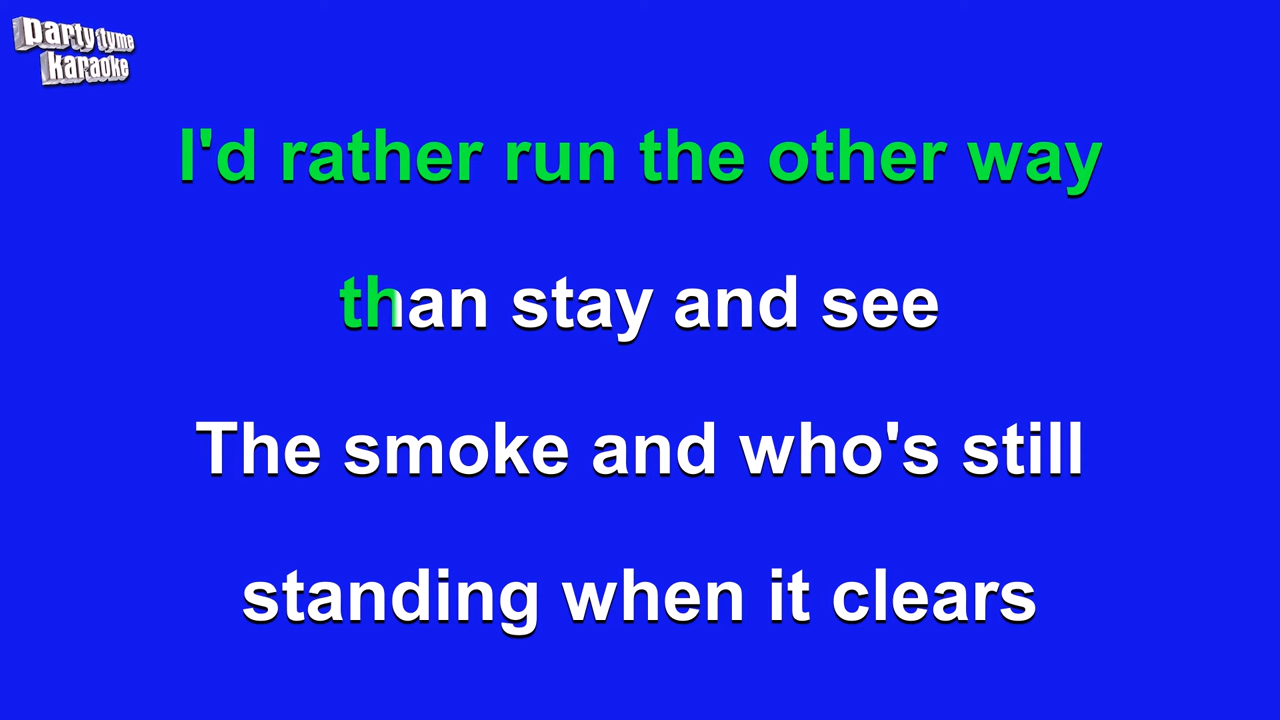 party tyme
karaoke
I'd rather run the other way
than stay and see
The smoke and who's still
standing when it clears